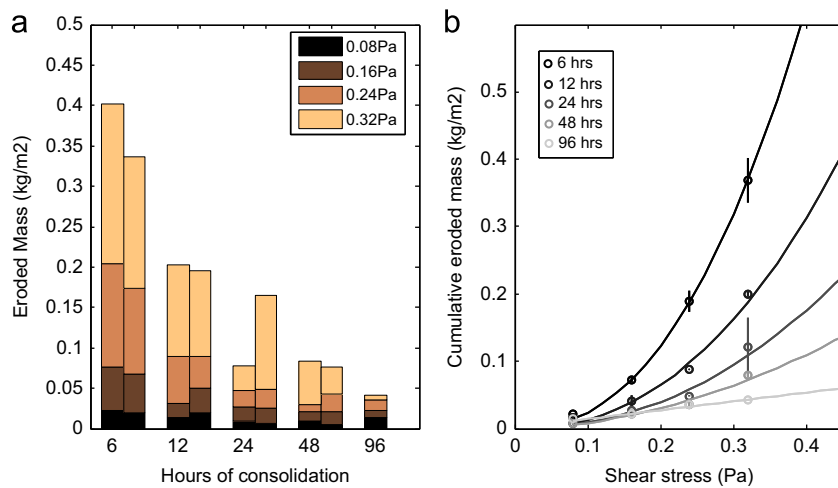 a
0.5
0.45
0.4
0.35
0.3
0.25
0.2
0.15
0.1
0.05
0
Eroded Mass (kg/m2)
0.08Pa
0.16Pa
0.24Pa
0.32Pa
6
12
24
48
96
Hours of consolidation
b
0.5
0.4
0.3
0.2
0.1
0
Cumulative eroded mass (kg/m2)
6 hrs
12 hrs
24 hrs
48 hrs
96 hrs
0
0.1
0.2
0.3
0.4
Shear stress (Pa)